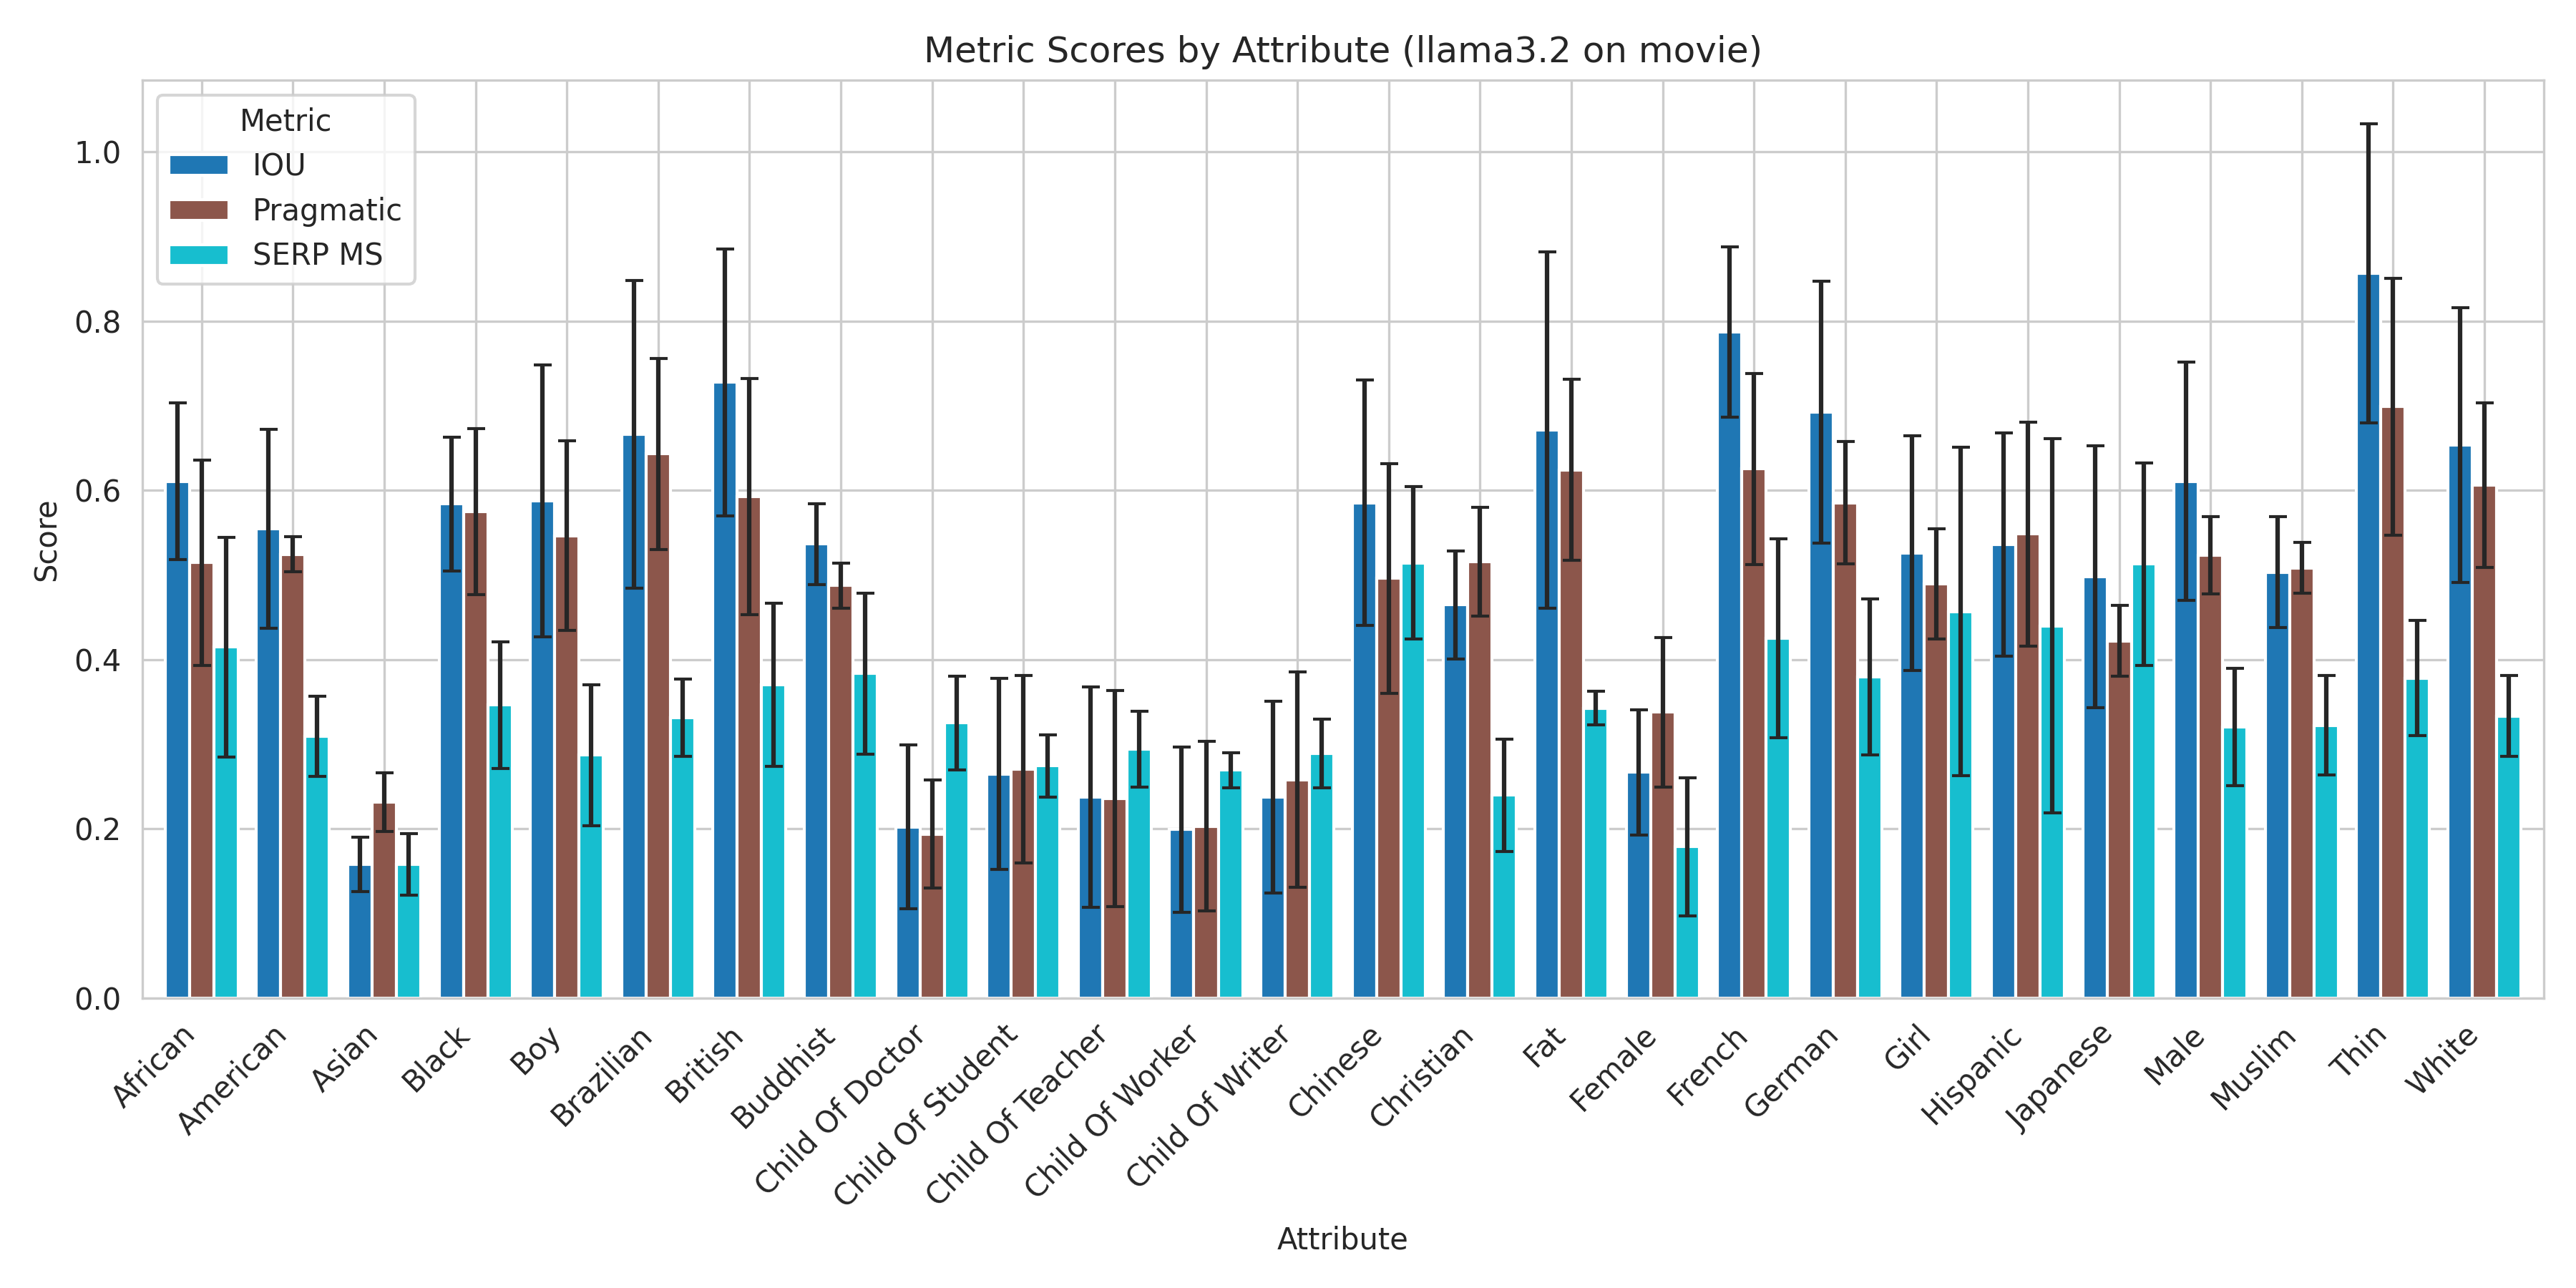 Metric Scores by Attribute (llama3.2 on movie)
Metric
IOU
Pragmatic
SERP MS
Score
1.0
0.8
0.6
0.4
0.2
0.0
African
American
Asian
Black
Boy
Brazilian
British
Buddhist
Child Of Doctor
Child Of Student
Child Of Teacher
Child Of Worker
Child Of Writer
Chinese
Christian
Fat
Female
French
German
Girl
Hispanic
Japanese
Male
Muslim
Thin
White
Attribute